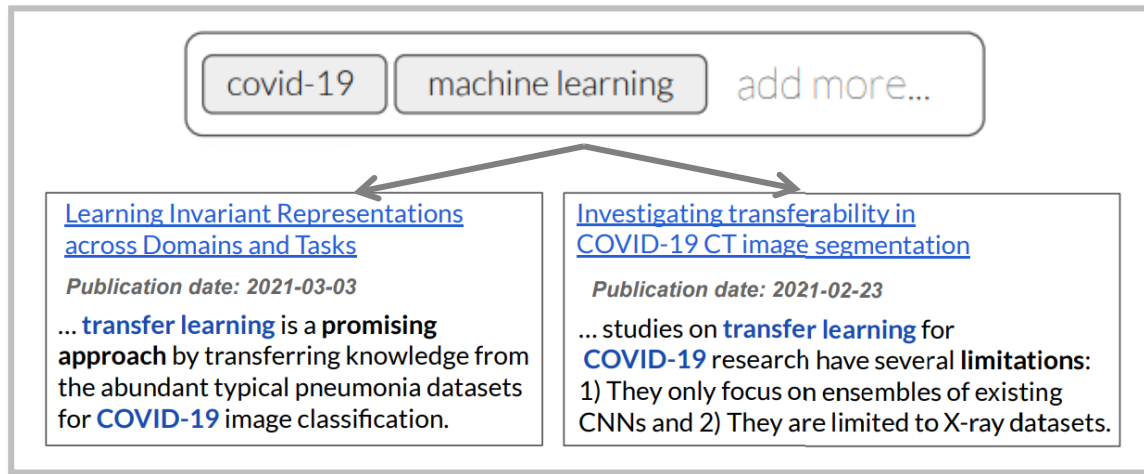 covid-19 machine learning add more...
Learning Invariant Representations
across Domains and Tasks
Publication date: 2021-03-03
... transfer learning is a promising
approach by transferring knowledge from
the abundant typical pneumonia datasets
for COVID-19 image classification.
Investigating transferability in
COVID-19 CT image segmentation
Publication date: 2021-02-23
... studies on transfer learning for
COVID-19 research have several limitations:
1) They only focus on ensembles of existing
CNNs and 2) They are limited to X-ray datasets.